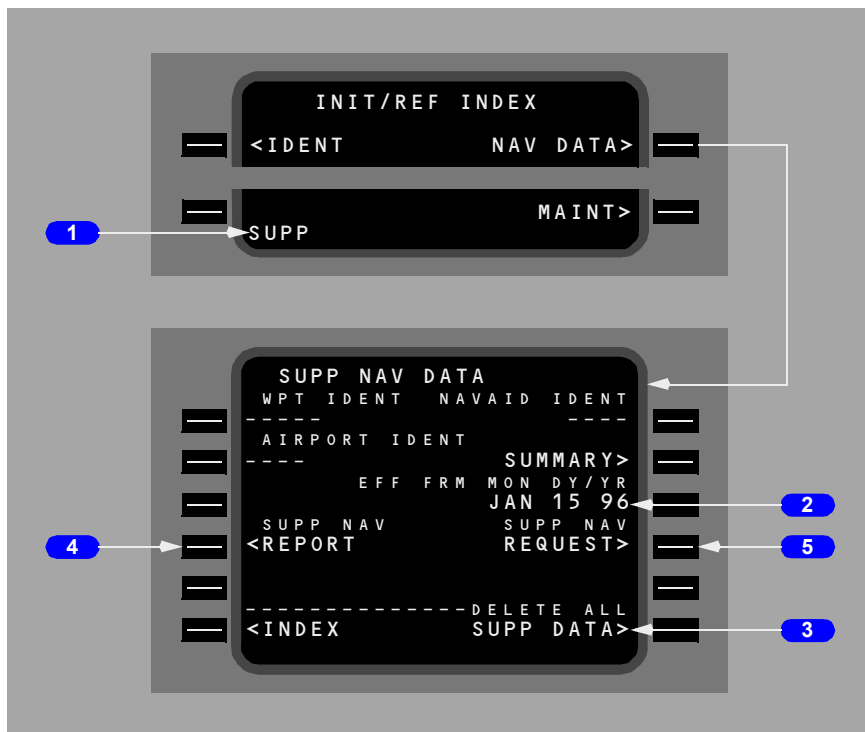 INIT/REF INDEX
<IDENT NAV DATA>
MAINT>
1
SUPP
SUPP NAV DATA
WPT IDENT NAVAID IDENT
----- ----
AIRPORT IDENT
---- SUMMARY>
EFF FRM MON DY/YR
JAN 15 96
2
SUPP NAV SUPP NAV
4 <REPORT REQUEST> 5
--------------DELETE ALL
<INDEX SUPP DATA> 3